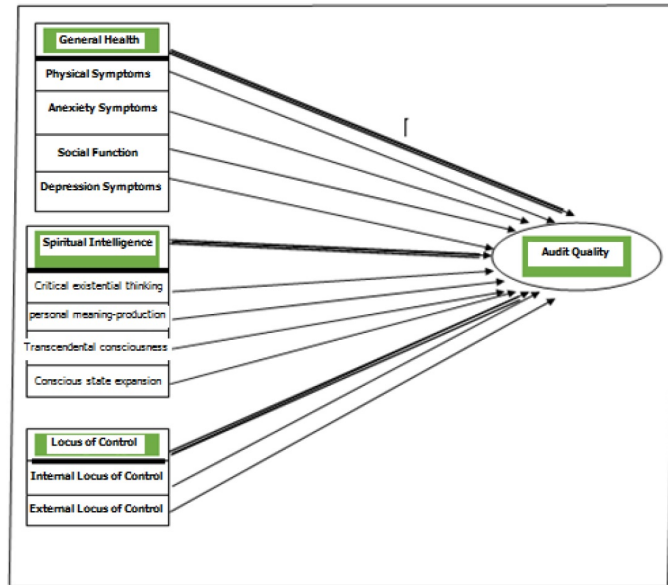 General Health
Physical Symptoms
Anexiety Symptoms
Social Function
Depression Symptoms
Spiritual Intelligence
Critical existential thinking
personal meaning-production
Transcendental consciousness
Conscious state expansion
Locus of Control
Internal Locus of Control
External Locus of Control
Audit Quality